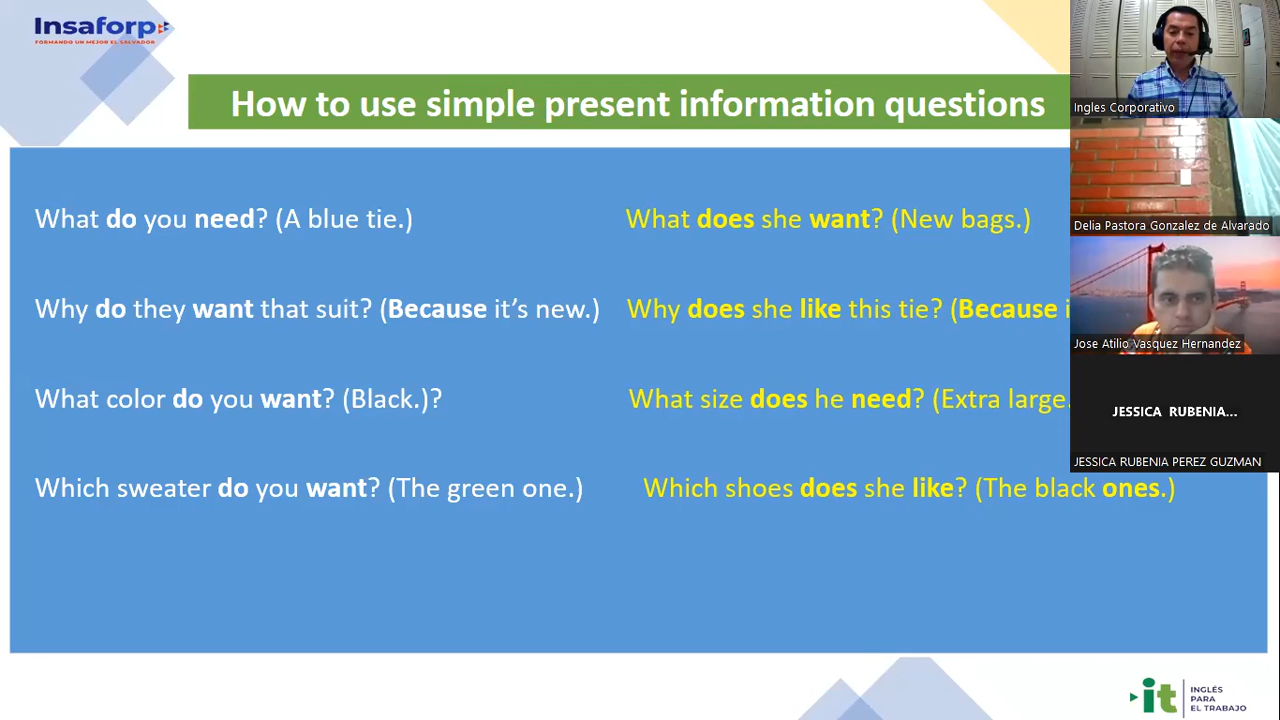 Insaforp
FORMANDO UN MEJOR EL SALVADOR
How to use simple present information questions
What do you need? (A blue tie.)
What does she want? (New bags.)
Why do they want that suit? (Because it's new.)
Why does she like this tie? (Because i
What color do you want? (Black.)?
What size does he need? (Extra large.
Which sweater do you want? (The green one.)
Which shoes does she like? (The black ones.)
Ingles Corporativo
Delia Pastora Gonzalez de Alvarado
Jose Atilio Vasquez Hernandez
JESSICA RUBENIA...
JESSICA RUBENIA PEREZ GUZMAN
it
INGLÉS
PARA
EL TRABAJO